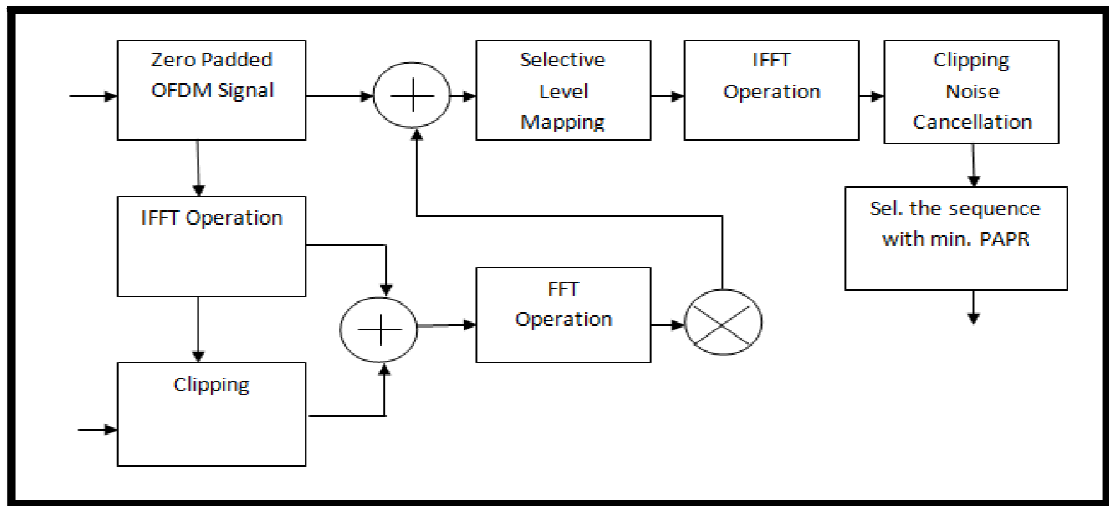 Zero Padded
OFDM Signal
Selective
Level
Mapping
IFFT
Operation
Clipping
Noise
Cancellation
IFFT Operation
Sel. the sequence
with min. PAPR
FFT
Operation
Clipping